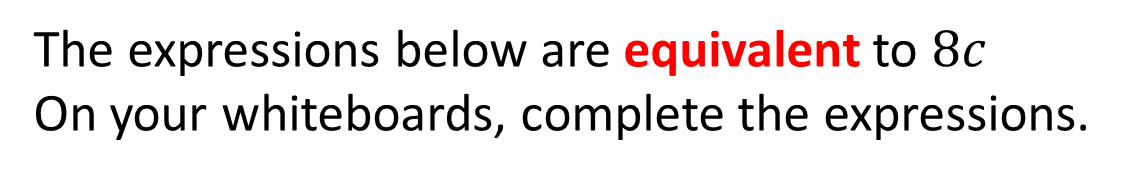 The expressions below are equivalent to 8c
On your whiteboards, complete the expressions.